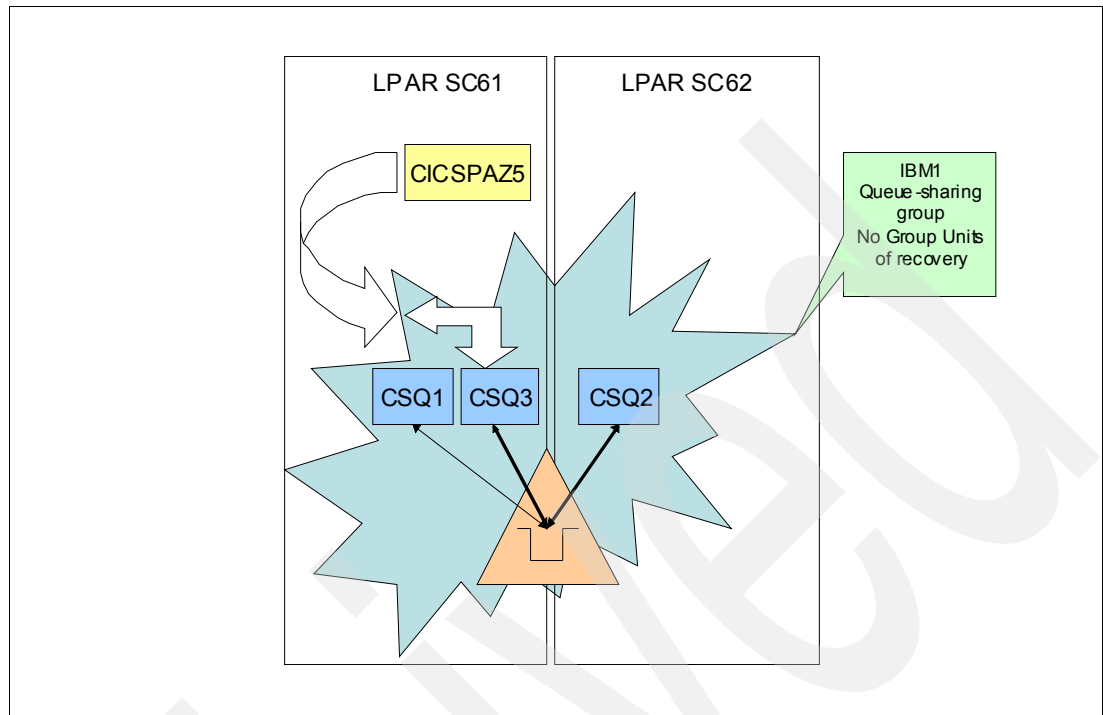 LPAR SC61
LPAR SC62
CICSPAZ5
IBM1
Queue-sharing
group
No Group Units
of recovery
CSQ1
CSQ3
CSQ2